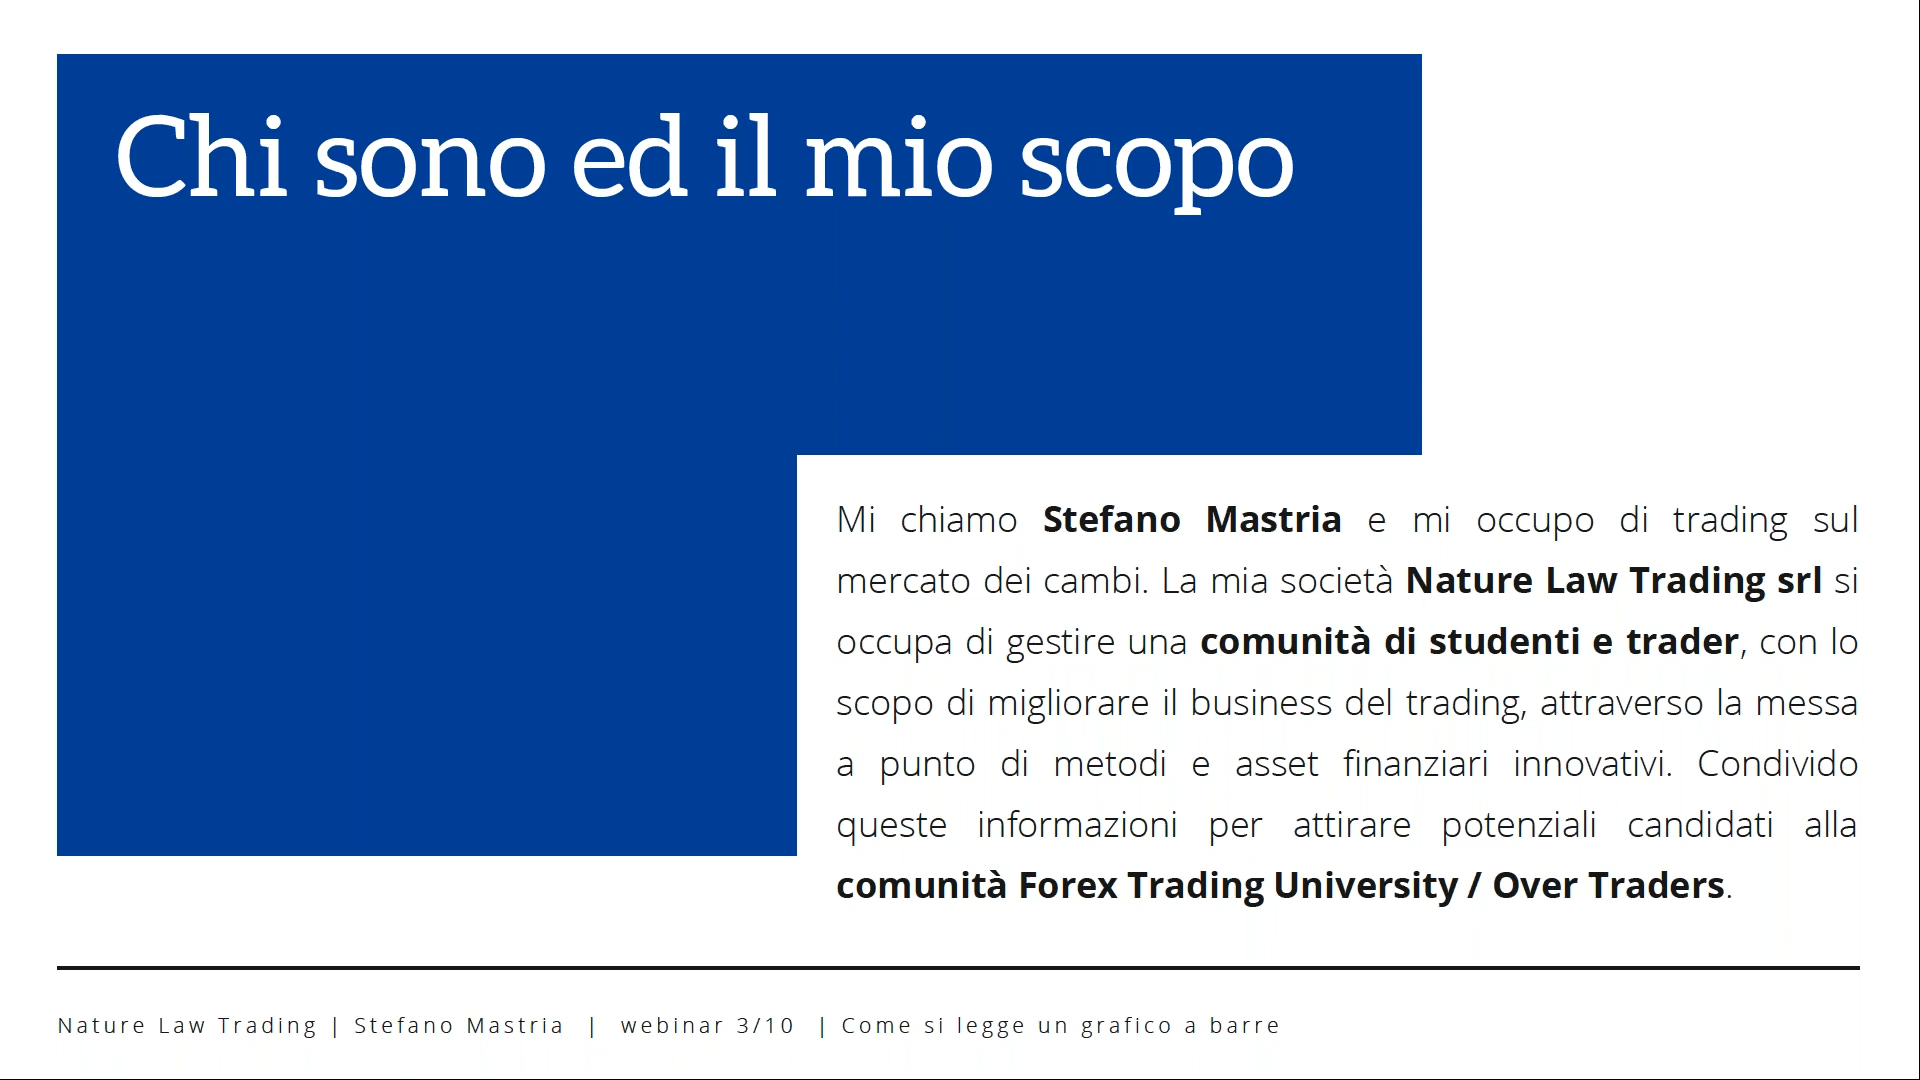 Chi sono ed il mio scopo
Mi chiamo Stefano Mastria e mi occupo di trading sul
mercato dei cambi. La mia società Nature Law Trading srl si
occupa di gestire una comunità di studenti e trader, con lo
scopo di migliorare il business del trading, attraverso la messa
a punto di metodi e asset finanziari innovativi. Condivido
queste informazioni per attirare potenziali candidati alla
comunità Forex Trading University / Over Traders.
Nature Law Trading | Stefano Mastria | webinar 3/10 | Come si legge un grafico a barre